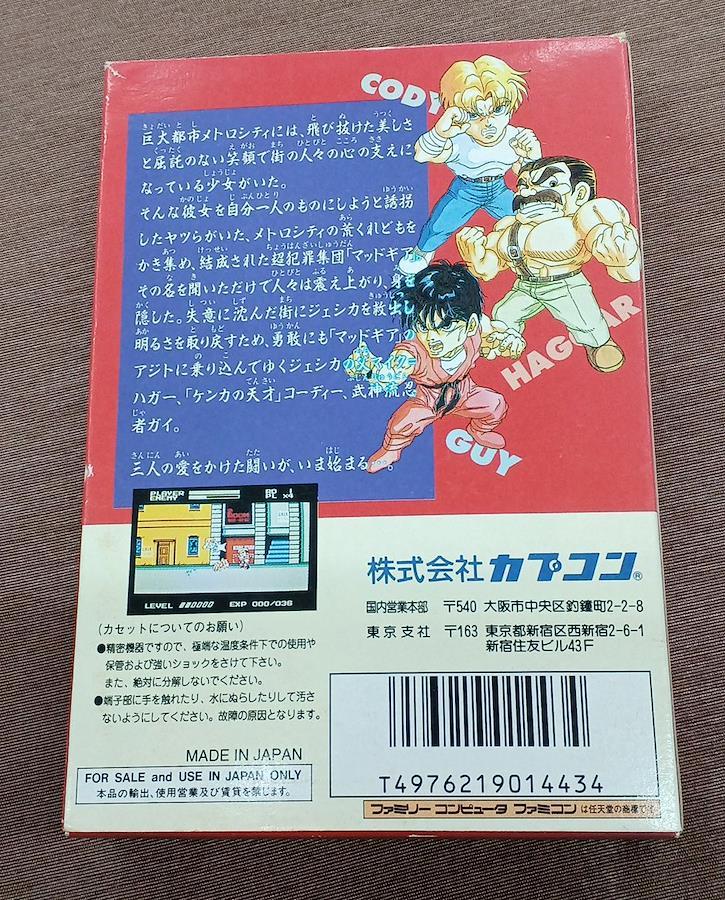 CODY
巨大都市メトロシティには、飛び抜けた美しさ
と屈託のない笑顔で街の人々の心の支えに
なっている少女がいた。
そんな彼女を自分一人のものにしようと誘拐
したヤツらがいた、メトロシティの荒くれどもを
かき集め、結成された超犯罪集団「マッドギア」
その名を聞いただけで人々は震え上がり、身を
隠した。失意に沈んだ街にジェシカを救出し
明るさを取り戻すため、勇敢にも「マッドギア」の
アジトに乗り込んでゆくジェシカの
ハガー、「ケンカの天才」コーディー、武神流忍
者ガイ。
三人の愛をかけた闘いが、いま始まる…。
HAGGAR
GUY
PLAYER
ENEMY
PL ×4
LEVEL
EXP 000/036
株式会社カプコン®
国内営業本部 〒540 大阪市中央区釣鐘町2-2-8
東京支社 〒163 東京都新宿区西新宿2-6-1
新宿住友ビル43F
(カセットについてのお願い)
●精密機器ですので、極端な温度条件下での使用や
保管および強いショックをさけて下さい。
また、絶対に分解しないでください。
●端子部に手を触れたり、水にぬらしたりして汚さ
ないようにしてください。故障の原因となります。
MADE IN JAPAN
FOR SALE and USE IN JAPAN ONLY
本品の輸出、使用営業及び賃貸を禁じます。
T4976219014434
ファミリーコンピュータ ファミコンは任天堂の商標です